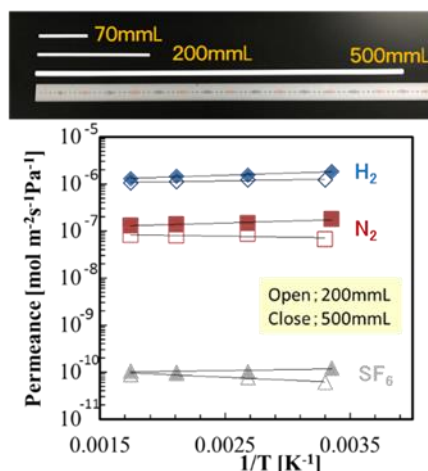 70mmL
200mmL
500mmL
10⁻⁵
10⁻⁶
10⁻⁷
10⁻⁸
10⁻⁹
10⁻¹⁰
10⁻¹¹
Permeance [mol m⁻²s⁻¹Pa⁻¹]
H₂
N₂
Open ; 200mmL
Close ; 500mmL
SF₆
0.0015
0.0025
0.0035
1/T [K⁻¹]